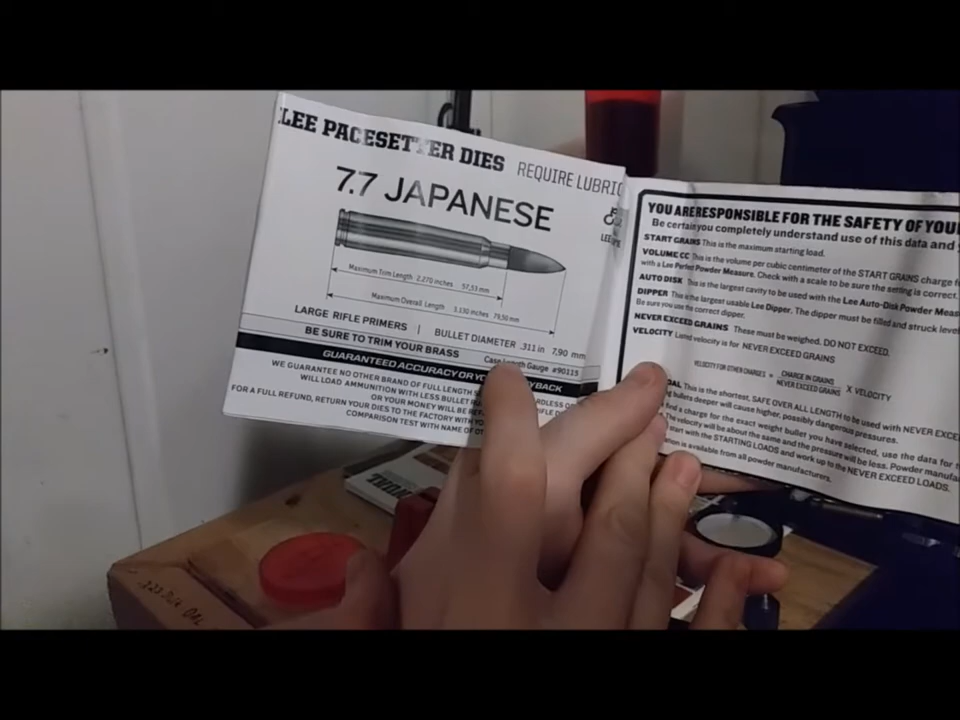 LEE PACESETTER DIES REQUIRE LUBRIC
7.7 JAPANESE
Maximum Trim Length 2.270 inches 57,53 mm
Maximum Overall Length 3.130 inches 79,50 mm
LARGE RIFLE PRIMERS | BULLET DIAMETER .311 in 7,90 mm
BE SURE TO TRIM YOUR BRASS Case Length Gauge #90115
GUARANTEED ACCURACY OR YO BACK
WE GUARANTEE NO OTHER BRAND OF FULL LENGTH
WILL LOAD AMMUNITION WITH LESS BULLET
OR YOUR MONEY WILL BE
FOR A FULL REFUND, RETURN YOUR DIES TO THE FACTORY WITH
COMPARISON TEST WITH NAME OF
YOU ARE RESPONSIBLE FOR THE SAFETY OF YOUR
Be certain you completely understand use of this data and
START GRAINS This is the maximum starting load.
VOLUME CC This is the volume per cubic centimeter of the START GRAINS charge
with a Lee Perfect Powder Measure. Check with a scale to be sure the setting is correct.
AUTO DISK This is the largest cavity to be used with the Lee Auto-Disk Powder Meas
DIPPER This is the largest usable Lee Dipper. The dipper must be filled and struck level
Be sure you use the correct dipper.
NEVER EXCEED GRAINS These must be weighed. DO NOT EXCEED.
VELOCITY Load velocity is for NEVER EXCEED GRAINS
VELOCITY FOR OTHER CHARGES = CHARGE IN GRAINS X VELOCITY
NEVER EXCEED GRAINS
OAL This is the shortest, SAFE OVER ALL LENGTH to be used with NEVER EXCE
bullets deeper will cause higher, possibly dangerous pressures.
find a charge for the exact weight bullet you have selected, use the data for
The velocity will be about the same and the pressure will be less. Powder manufa
start with the STARTING LOADS and work up to the NEVER EXCEED LOADS.
is available from all powder manufacturers.
.223